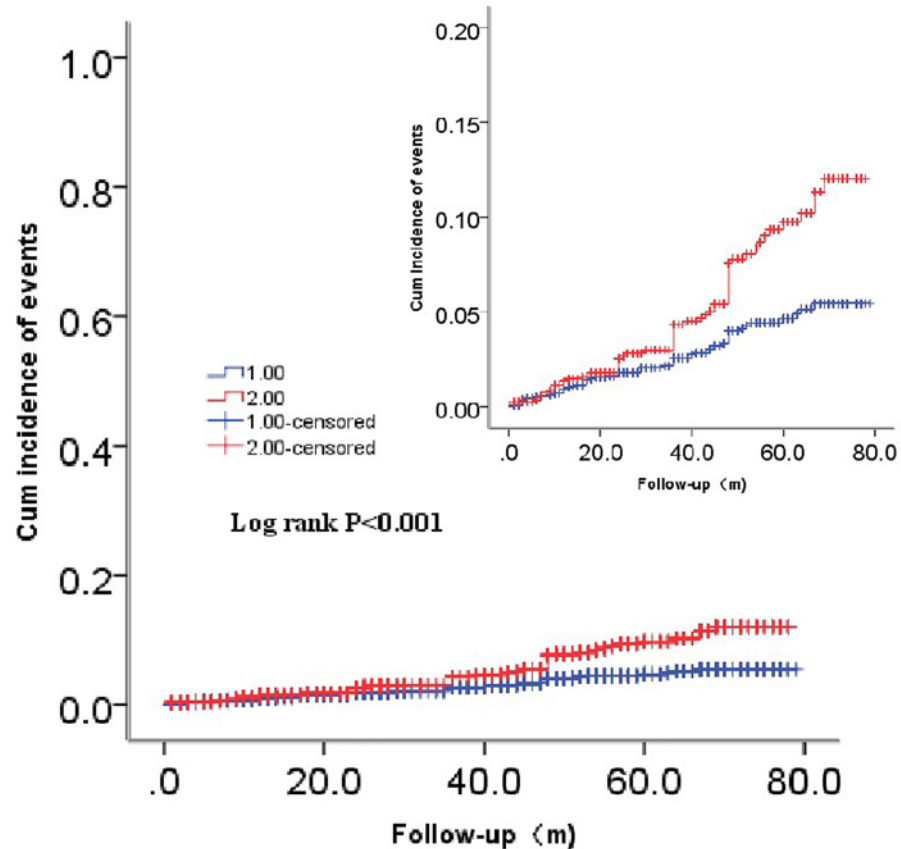 1.0
0.8
0.6
0.4
0.2
0.0
Cum incidence of events
.0 20.0 40.0 60.0 80.0
Follow-up（m）
1.00
2.00
1.00-censored
2.00-censored
Log rank P<0.001
0.20
0.15
0.10
0.05
0.00
Cum Incidence of events
.0 20.0 40.0 60.0 80.0
Follow-up（m）